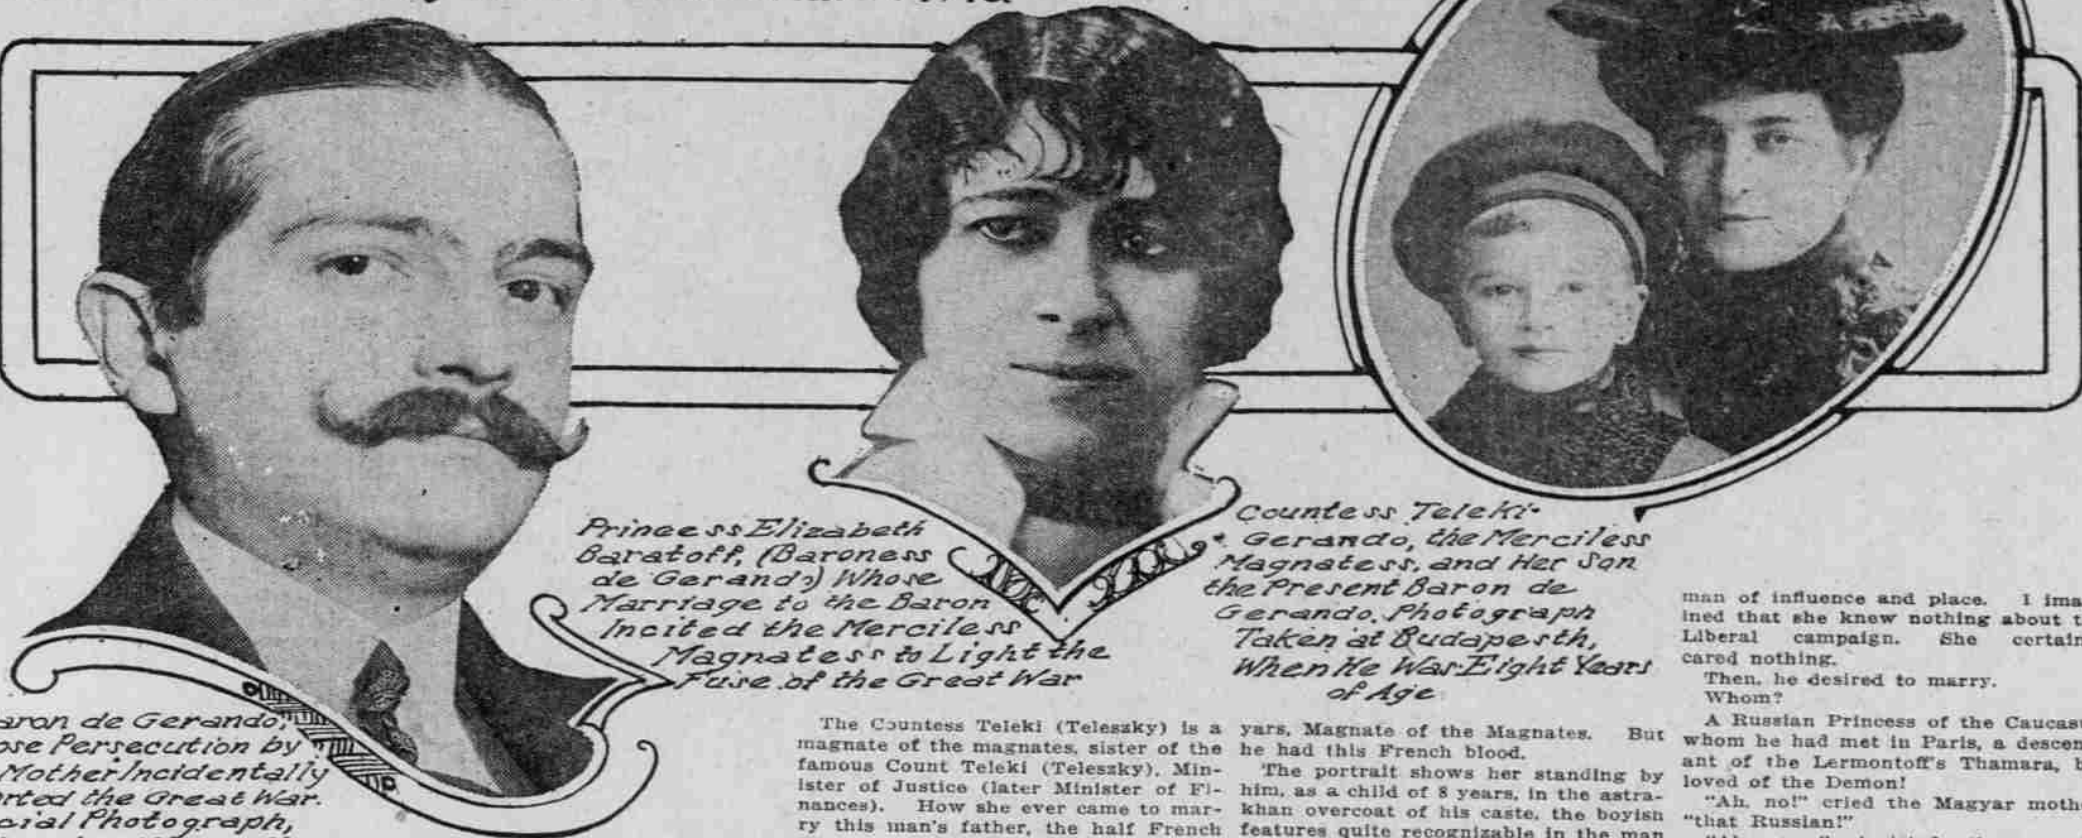 Baron de Gerando,
Persecution by
Mother Incidentally
the Great War.
Photograph,
Princess Elizabeth
Baratoff, (Baroness
de Gerando) Whose
Marriage to the Baron
Incited the Merciless
Magnatess to Light the
Fuse of the Great War
Countess Teleki-
Gerando, the Merciless
Magnatess, and Her Son
the Present Baron de
Gerando. Photograph
Taken at Budapesth,
When He Was Eight Years
of Age
The Countess Teleki (Teleszky) is a
magnate of the magnates, sister of the
famous Count Teleki (Teleszky), Min-
ister of Justice (later Minister of Fi-
nances). How she ever came to mar-
ry this man's father, the half French
yars, Magnate of the Magnates. But
he had this French blood.
The portrait shows her standing by
him, as a child of 8 years, in the astra-
khan overcoat of his caste, the boyish
features quite recognizable in the man
man of influence and place. I ima
ined that she knew nothing about t
Liberal campaign. She certain
cared nothing.
Then, he desired to marry.
Whom?
A Russian Princess of the Caucas
whom he had met in Paris, a descen
ant of the Lermontoff's Thamara, b
loved of the Demon!
"Ah, no!" cried the Magyar moth
"that Russian!"